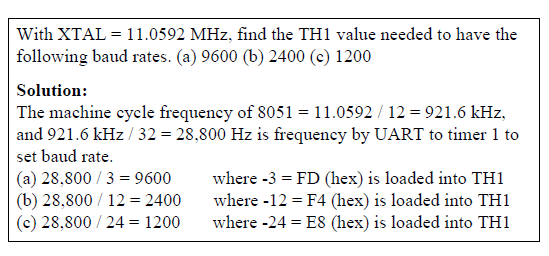 With XTAL = 11.0592 MHz, find the TH1 value needed to have the
following baud rates. (a) 9600 (b) 2400 (c) 1200
Solution:
The machine cycle frequency of 8051 = 11.0592 / 12 = 921.6 kHz,
and 921.6 kHz / 32 = 28,800 Hz is frequency by UART to timer 1 to
set baud rate.
(a) 28,800 / 3 = 9600 where -3 = FD (hex) is loaded into TH1
(b) 28,800 / 12 = 2400 where -12 = F4 (hex) is loaded into TH1
(c) 28,800 / 24 = 1200 where -24 = E8 (hex) is loaded into TH1